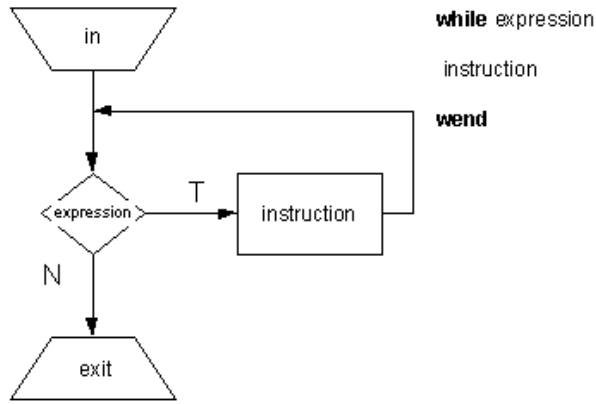 in
while expression
instruction
wend
T
expression
instruction
N
exit